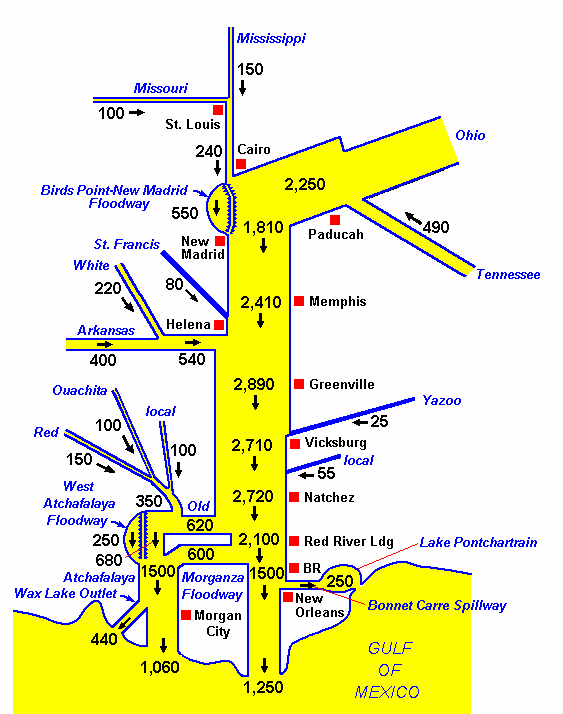 Mississippi
150
Missouri
100
St. Louis
Ohio
240
Cairo
2,250
Birds Point-New Madrid
Floodway
550
1,810
Paducah
490
New
Madrid
St. Francis
Tennessee
White
220
80
2,410
Memphis
Helena
Arkansas
400
540
2,890
Greenville
Ouachita
local
Yazoo
25
100
Red
150
100
2,710
Vicksburg
local
55
West
Atchafalaya
Floodway
350
Old
2,720
Natchez
620
250
2,100
Red River Ldg
Lake Pontchartrain
680
600
1500
1500
BR
250
Atchafalaya
Wax Lake Outlet
Morganza
Floodway
New
Orleans
Bonnet Carre Spillway
Morgan
City
440
1,060
1,250
GULF
OF
MEXICO